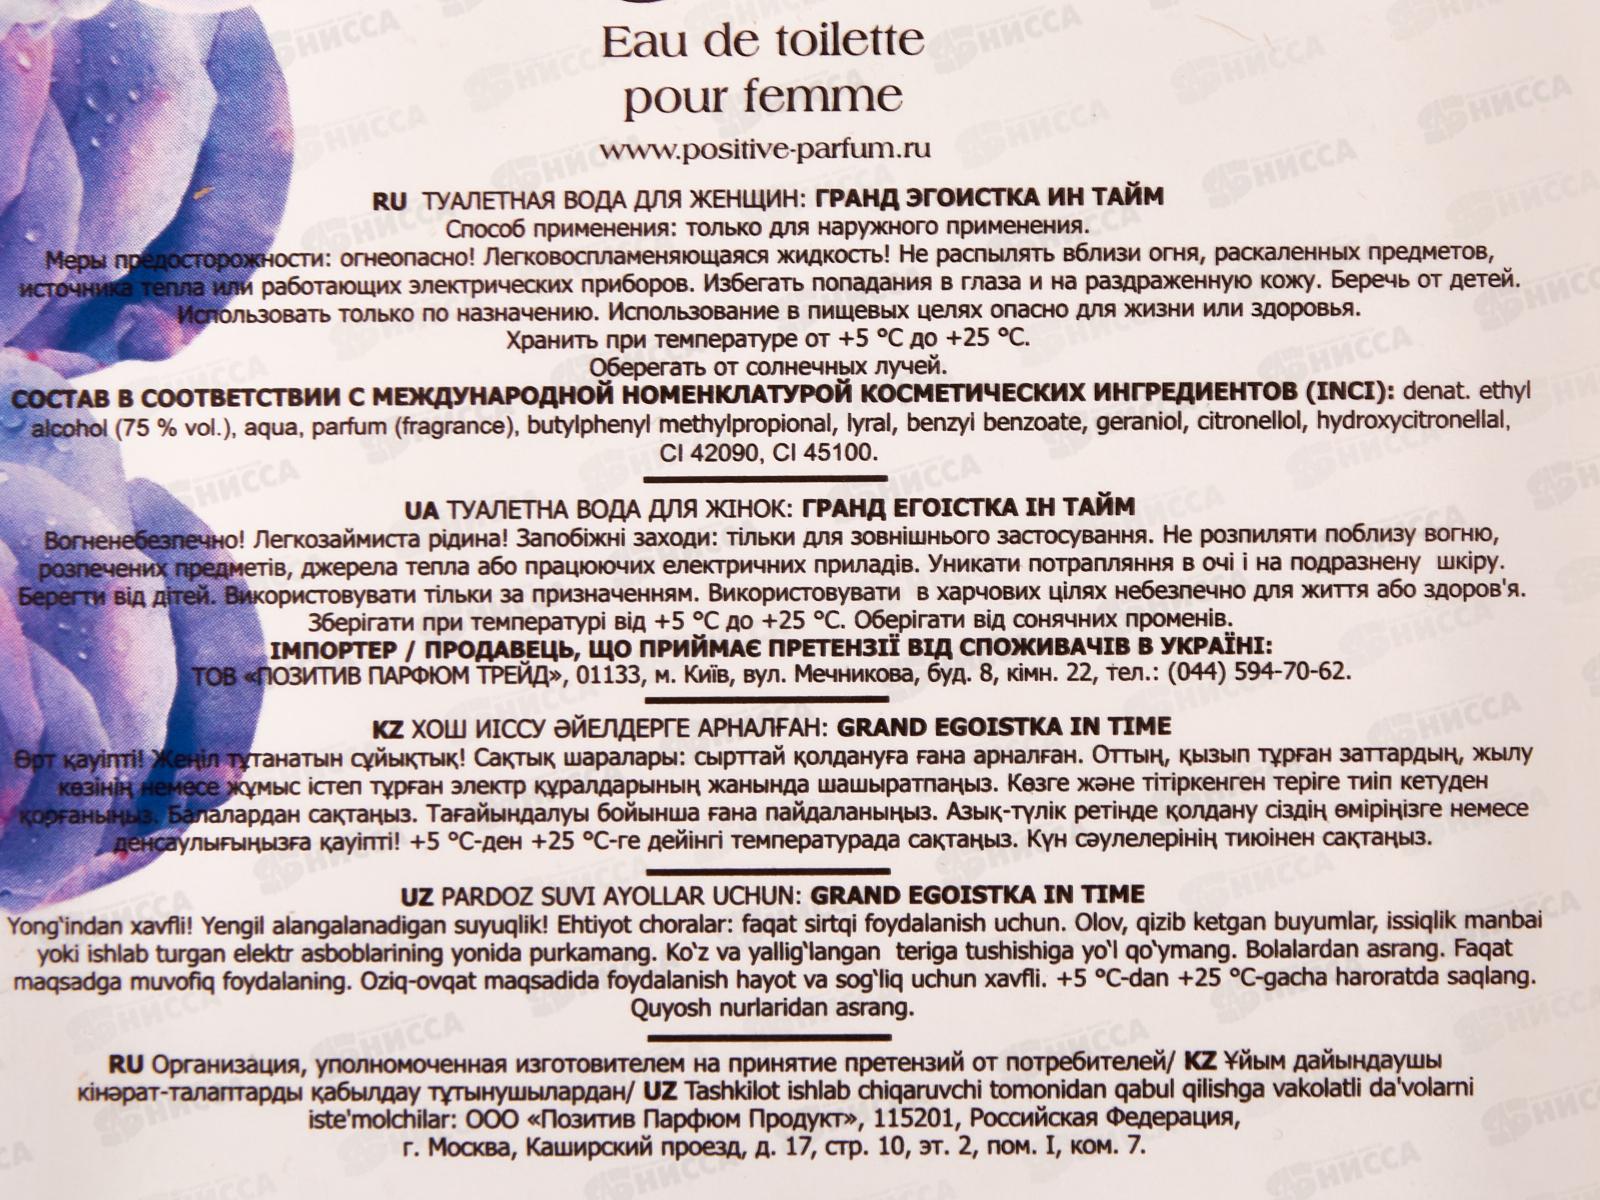 Eau de toilette
pour femme
www.positive-parfum.ru
RU ТУАЛЕТНАЯ ВОДА ДЛЯ ЖЕНЩИН: ГРАНД ЭГОИСТКА ИН ТАЙМ
Способ применения: только для наружного применения.
Меры предосторожности: огнеопасно! Легковоспламеняющаяся жидкость! Не распылять вблизи огня, раскаленных предметов,
источника тепла или работающих электрических приборов. Избегать попадания в глаза и на раздраженную кожу. Беречь от детей.
Использовать только по назначению. Использование в пищевых целях опасно для жизни или здоровья.
Хранить при температуре от +5 °С до +25 °С.
Оберегать от солнечных лучей.
СОСТАВ В СООТВЕТСТВИИ С МЕЖДУНАРОДНОЙ НОМЕНКЛАТУРОЙ КОСМЕТИЧЕСКИХ ИНГРЕДИЕНТОВ (INCI): denat. ethyl
alcohol (75 % vol.), aqua, parfum (fragrance), butylphenyl methylpropional, lyral, benzyi benzoate, geraniol, citronellol, hydroxycitronellal,
CI 42090, CI 45100.
UA ТУАЛЕТНА ВОДА ДЛЯ ЖІНОК: ГРАНД ЕГОІСТКА ІН ТАЙМ
Вогненебезпечно! Легкозаймиста рідина! Запобіжні заходи: тільки для зовнішнього застосування. Не розпиляти поблизу вогню,
розпечених предметів, джерела тепла або працюючих електричних приладів. Уникати потрапляння в очі і на подразнену шкіру.
Берегти від дітей. Використовувати тільки за призначенням. Використовувати в харчових цілях небезпечно для життя або здоров'я.
Зберігати при температурі від +5 °С до +25 °С. Оберігати від сонячних променів.
ІМПОРТЕР / ПРОДАВЕЦЬ, ЩО ПРИЙМАЄ ПРЕТЕНЗІЇ ВІД СПОЖИВАЧІВ В УКРАЇНІ:
ТОВ «ПОЗИТИВ ПАРФЮМ ТРЕЙД», 01133, м. Київ, вул. Мечникова, буд. 8, кімн. 22, тел.: (044) 594-70-62.
KZ ХОШ ИІССУ ӘЙЕЛДЕРГЕ АРНАЛҒАН: GRAND EGOISTKA IN TIME
Өрт қауіпті! Жеңіл тұтанатын сұйықтық! Сақтық шаралары: сырттай қолдануға ғана арналған. Оттың, қызып тұрған заттардың, жылу
көзінің немесе жұмыс істеп тұрған электр құралдарының жанында шашыратпаңыз. Көзге және тітіркенген теріге тиіп кетуден
қорғаныңыз. Балалардан сақтаңыз. Тағайындалуы бойынша ғана пайдаланыңыз. Азық-түлік ретінде қолдану сіздің өміріңізге немесе
денсаулығыңызға қауіпті! +5 °С-ден +25 °С-ге дейінгі температурада сақтаңыз. Күн сәулелерінің тиюінен сақтаңыз.
UZ PARDOZ SUVI AYOLLAR UCHUN: GRAND EGOISTKA IN TIME
Yong‘indan xavfli! Yengil alangalanadigan suyuqlik! Ehtiyot choralar: faqat sirtqi foydalanish uchun. Olov, qizib ketgan buyumlar, issiqlik manbai
yoki ishlab turgan elektr asboblarining yonida purkamang. Ko‘z va yallig‘langan teriga tushishiga yo‘l qo‘ymang. Bolalardan asrang. Faqat
maqsadga muvofiq foydalaning. Oziq-ovqat maqsadida foydalanish hayot va sog‘liq uchun xavfli. +5 °C-dan +25 °C-gacha haroratda saqlang.
Quyosh nurlaridan asrang.
RU Организация, уполномоченная изготовителем на принятие претензий от потребителей/ KZ Ұйым дайындаушы
кінәрат-талаптарды қабылдау тұтынушылардан/ UZ Tashkilot ishlab chiqaruvchi tomonidan qabul qilishga vakolatli da'volarni
iste'molchilar: ООО «Позитив Парфюм Продукт», 115201, Российская Федерация,
г. Москва, Каширский проезд, д. 17, стр. 10, эт. 2, пом. I, ком. 7.